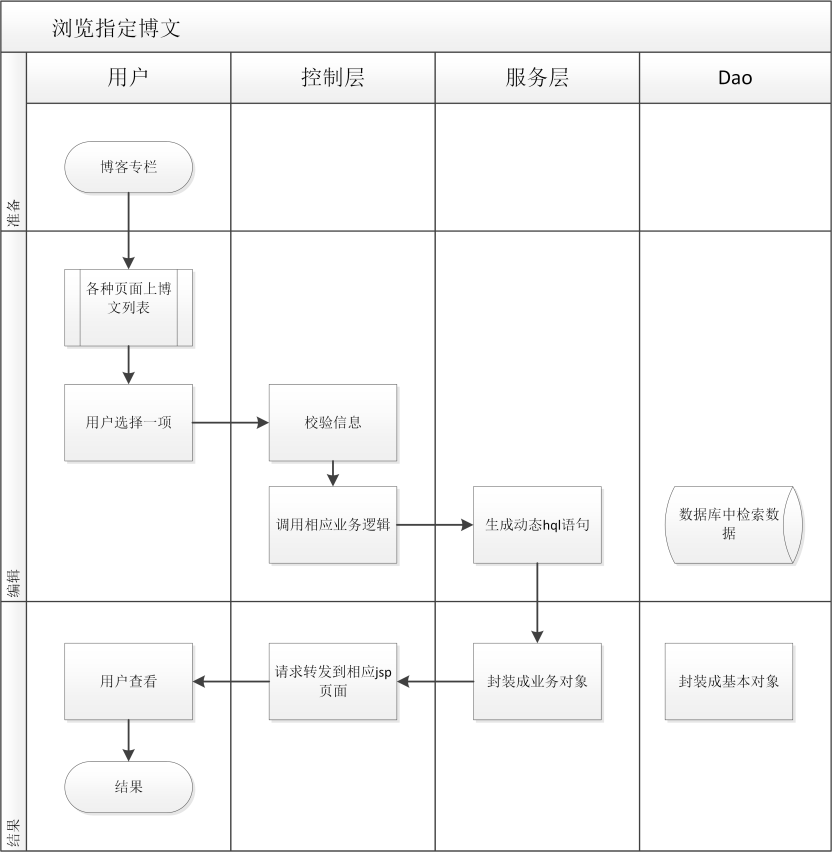 浏览指定博文
用户
控制层
服务层
Dao
准备
博客专栏
编辑
各种页面上博
文列表
用户选择一项
校验信息
调用相应业务逻辑
生成动态hql语句
数据库中检索数
据
结果
用户查看
请求转发到相应jsp
页面
封装成业务对象
封装成基本对象
结果